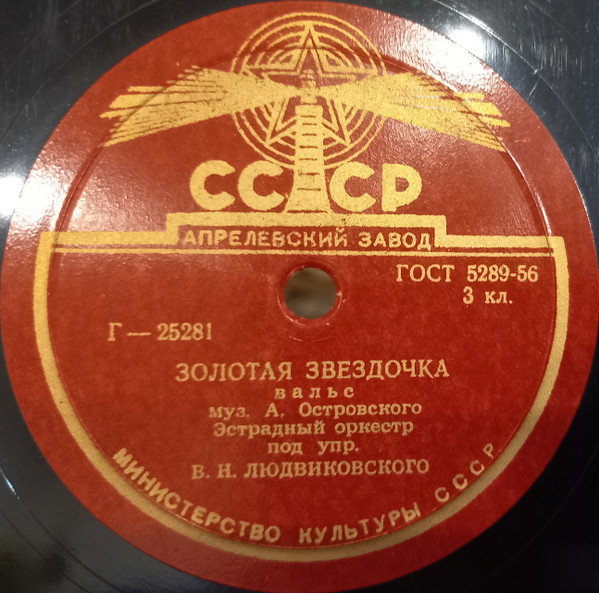 СССР
АПРЕЛЕВСКИЙ ЗАВОД
ГОСТ 5289-56
3 кл.
Г — 25281
ЗОЛОТАЯ ЗВЕЗДОЧКА
вальс
муз. А. Островского
Эстрадный оркестр
под упр.
В. Н. ЛЮДВИКОВСКОГО
МИНИСТЕРСТВО КУЛЬТУРЫ СССР